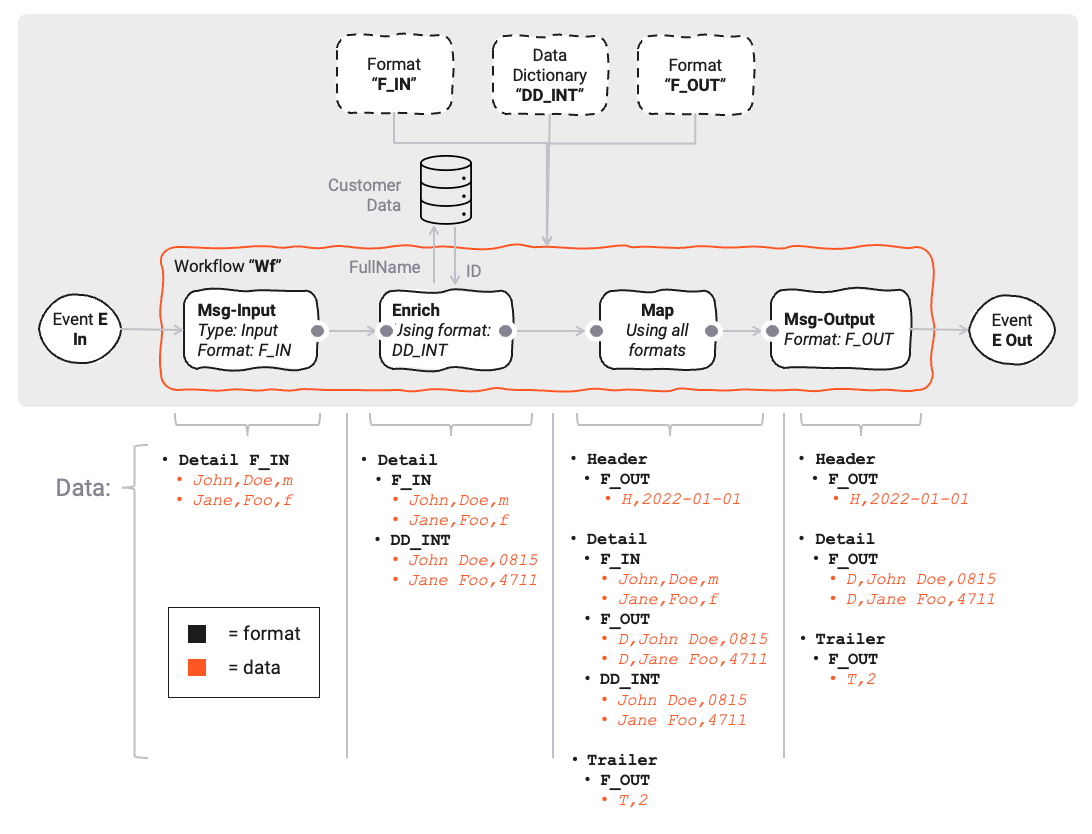 Format
“F_IN”
Data
Dictionary
“DD_INT”
Format
“F_OUT”
Customer
Data
FullName
ID
Workflow “Wf”
Event E
In
Msg-Input
Type: Input
Format: F_IN
Enrich
Using format:
DD_INT
Map
Using all
formats
Msg-Output
Format: F_OUT
Event
E Out
Data:
• Detail F_IN
• John,Doe,m
• Jane,Foo,f
= format
= data
• Detail
• F_IN
• John,Doe,m
• Jane,Foo,f
• DD_INT
• John Doe,0815
• Jane Foo,4711
• Header
• F_OUT
• H,2022-01-01
• Detail
• F_IN
• John,Doe,m
• Jane,Foo,f
• F_OUT
• D,John Doe,0815
• D,Jane Foo,4711
• DD_INT
• John Doe,0815
• Jane Foo,4711
• Trailer
• F_OUT
• T,2
• Header
• F_OUT
• H,2022-01-01
• Detail
• F_OUT
• D,John Doe,0815
• D,Jane Foo,4711
• Trailer
• F_OUT
• T,2